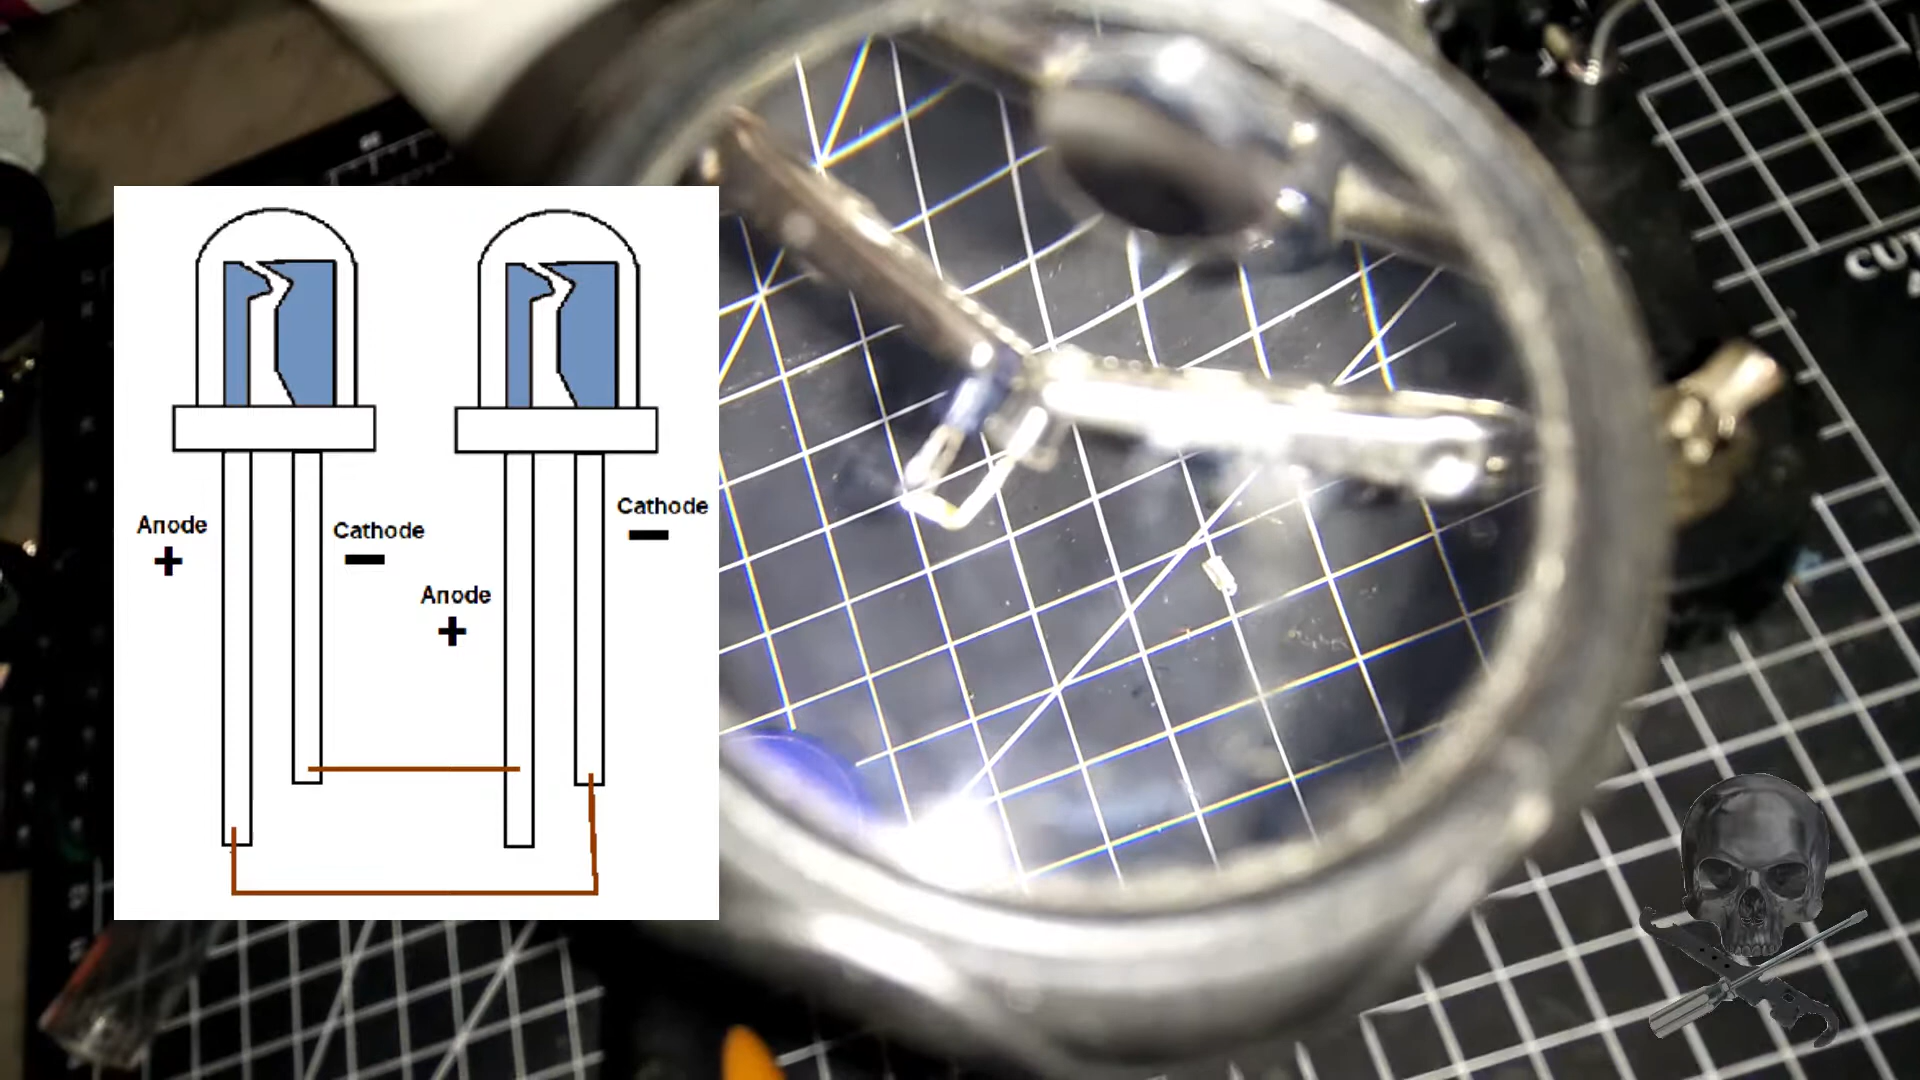 Anode
+
Cathode
−
Anode
+
Cathode
−
CUT